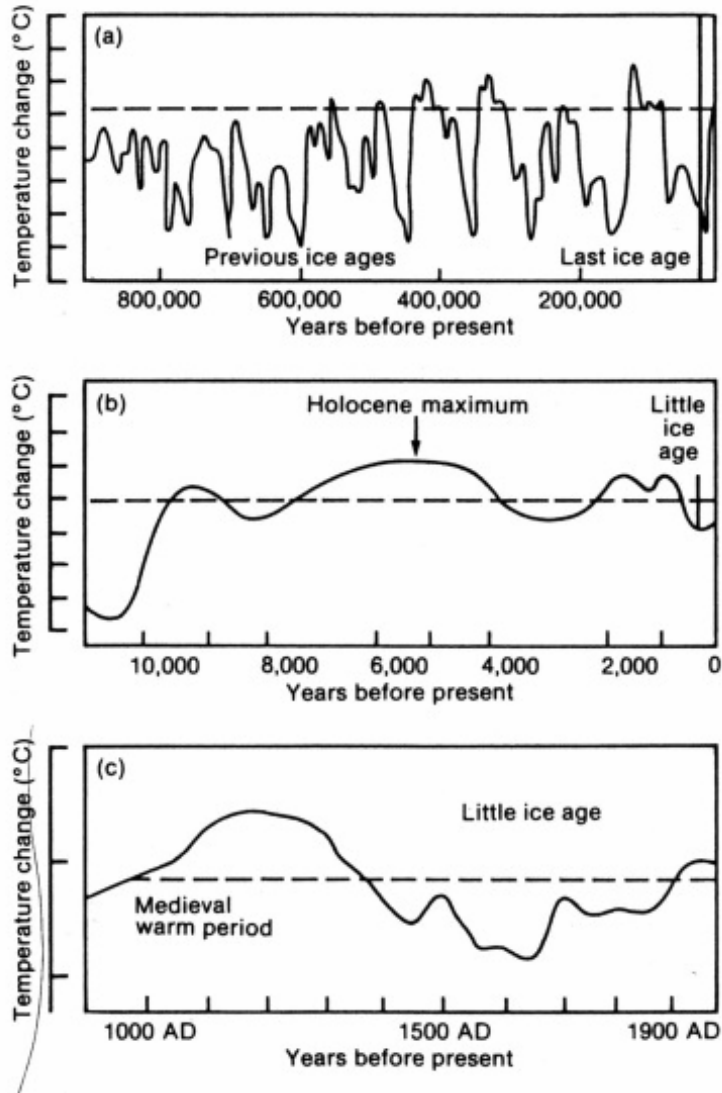 Temperature change (°C)
(a)
Previous ice ages
Last ice age
800,000
600,000
400,000
200,000
Years before present
Temperature change (°C)
(b)
Holocene maximum
Little
ice
age
10,000
8,000
6,000
4,000
2,000
0
Years before present
Temperature change (°C)
(c)
Little ice age
Medieval
warm period
1000 AD
1500 AD
1900 AD
Years before present